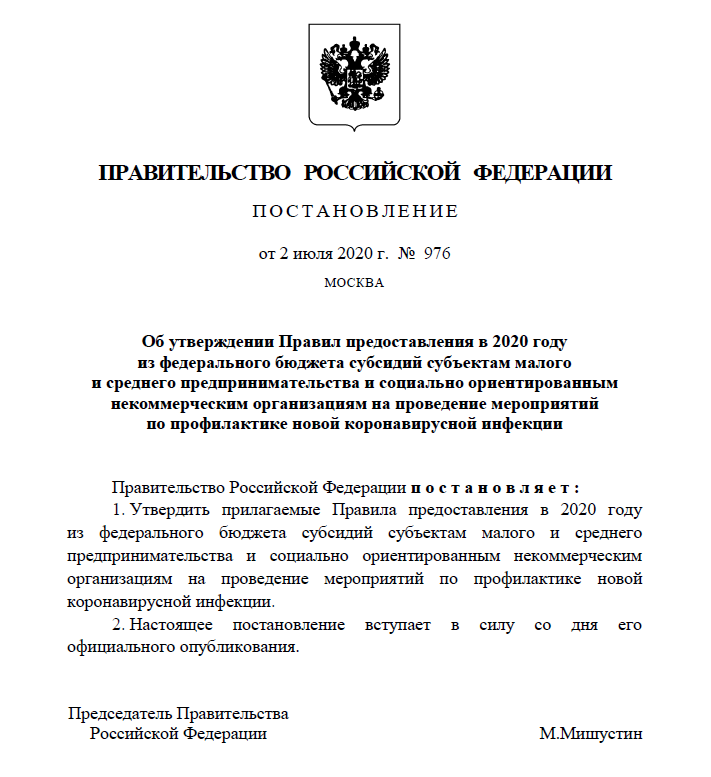 ПРАВИТЕЛЬСТВО РОССИЙСКОЙ ФЕДЕРАЦИИ
ПОСТАНОВЛЕНИЕ
от 2 июля 2020 г. № 976
МОСКВА
Об утверждении Правил предоставления в 2020 году
из федерального бюджета субсидий субъектам малого
и среднего предпринимательства и социально ориентированным
некоммерческим организациям на проведение мероприятий
по профилактике новой коронавирусной инфекции
Правительство Российской Федерации п о с т а н о в л я е т :
1. Утвердить прилагаемые Правила предоставления в 2020 году
из федерального бюджета субсидий субъектам малого и среднего
предпринимательства и социально ориентированным некоммерческим
организациям на проведение мероприятий по профилактике новой
коронавирусной инфекции.
2. Настоящее постановление вступает в силу со дня его
официального опубликования.
Председатель Правительства
Российской Федерации М.Мишустин